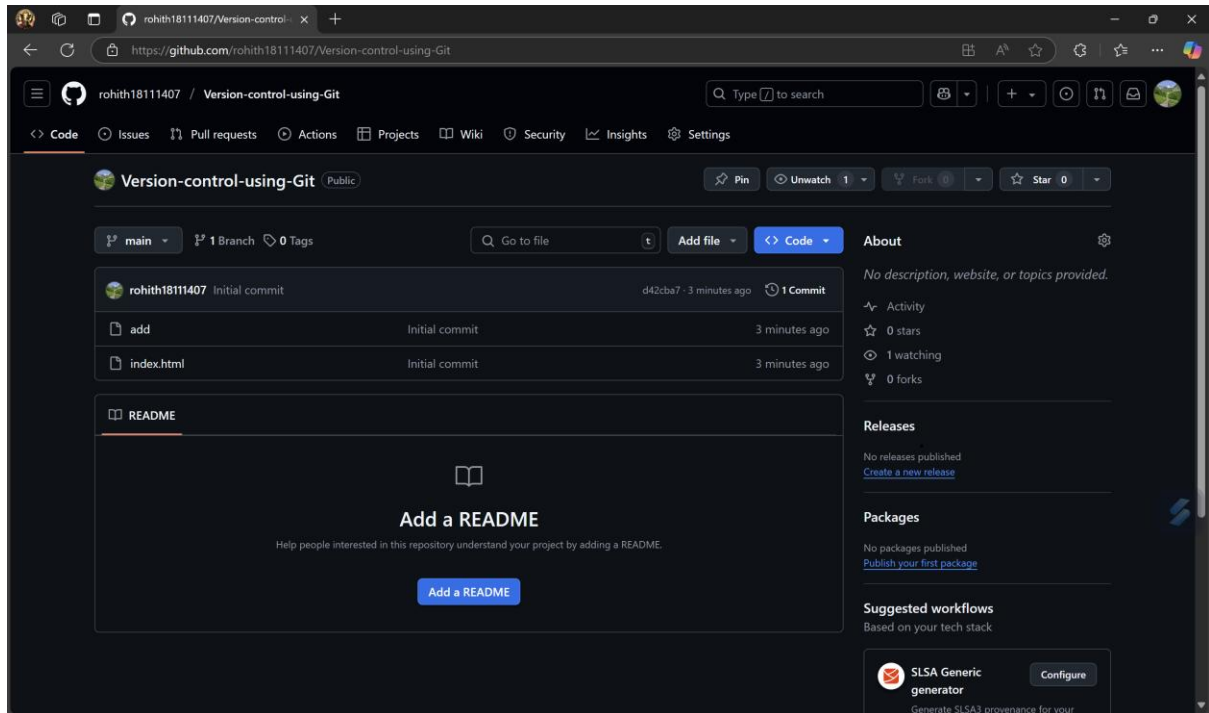 rohith18111407/Version-control-
https://github.com/rohith18111407/Version-control-using-Git
rohith18111407 / Version-control-using-Git
Type / to search
Code Issues Pull requests Actions Projects Wiki Security Insights Settings
Version-control-using-Git Public
Pin Unwatch 1 Fork 0 Star 0
main 1 Branch 0 Tags
Go to file t
Add file Code
rohith18111407 Initial commit d42cba7 · 3 minutes ago 1 Commit
add Initial commit 3 minutes ago
index.html Initial commit 3 minutes ago
README
Add a README
Help people interested in this repository understand your project by adding a README.
Add a README
About
No description, website, or topics provided.
Activity
0 stars
1 watching
0 forks
Releases
No releases published
Create a new release
Packages
No packages published
Publish your first package
Suggested workflows
Based on your tech stack
SLSA Generic
generator
Configure
Generate SLSA3 provenance for your